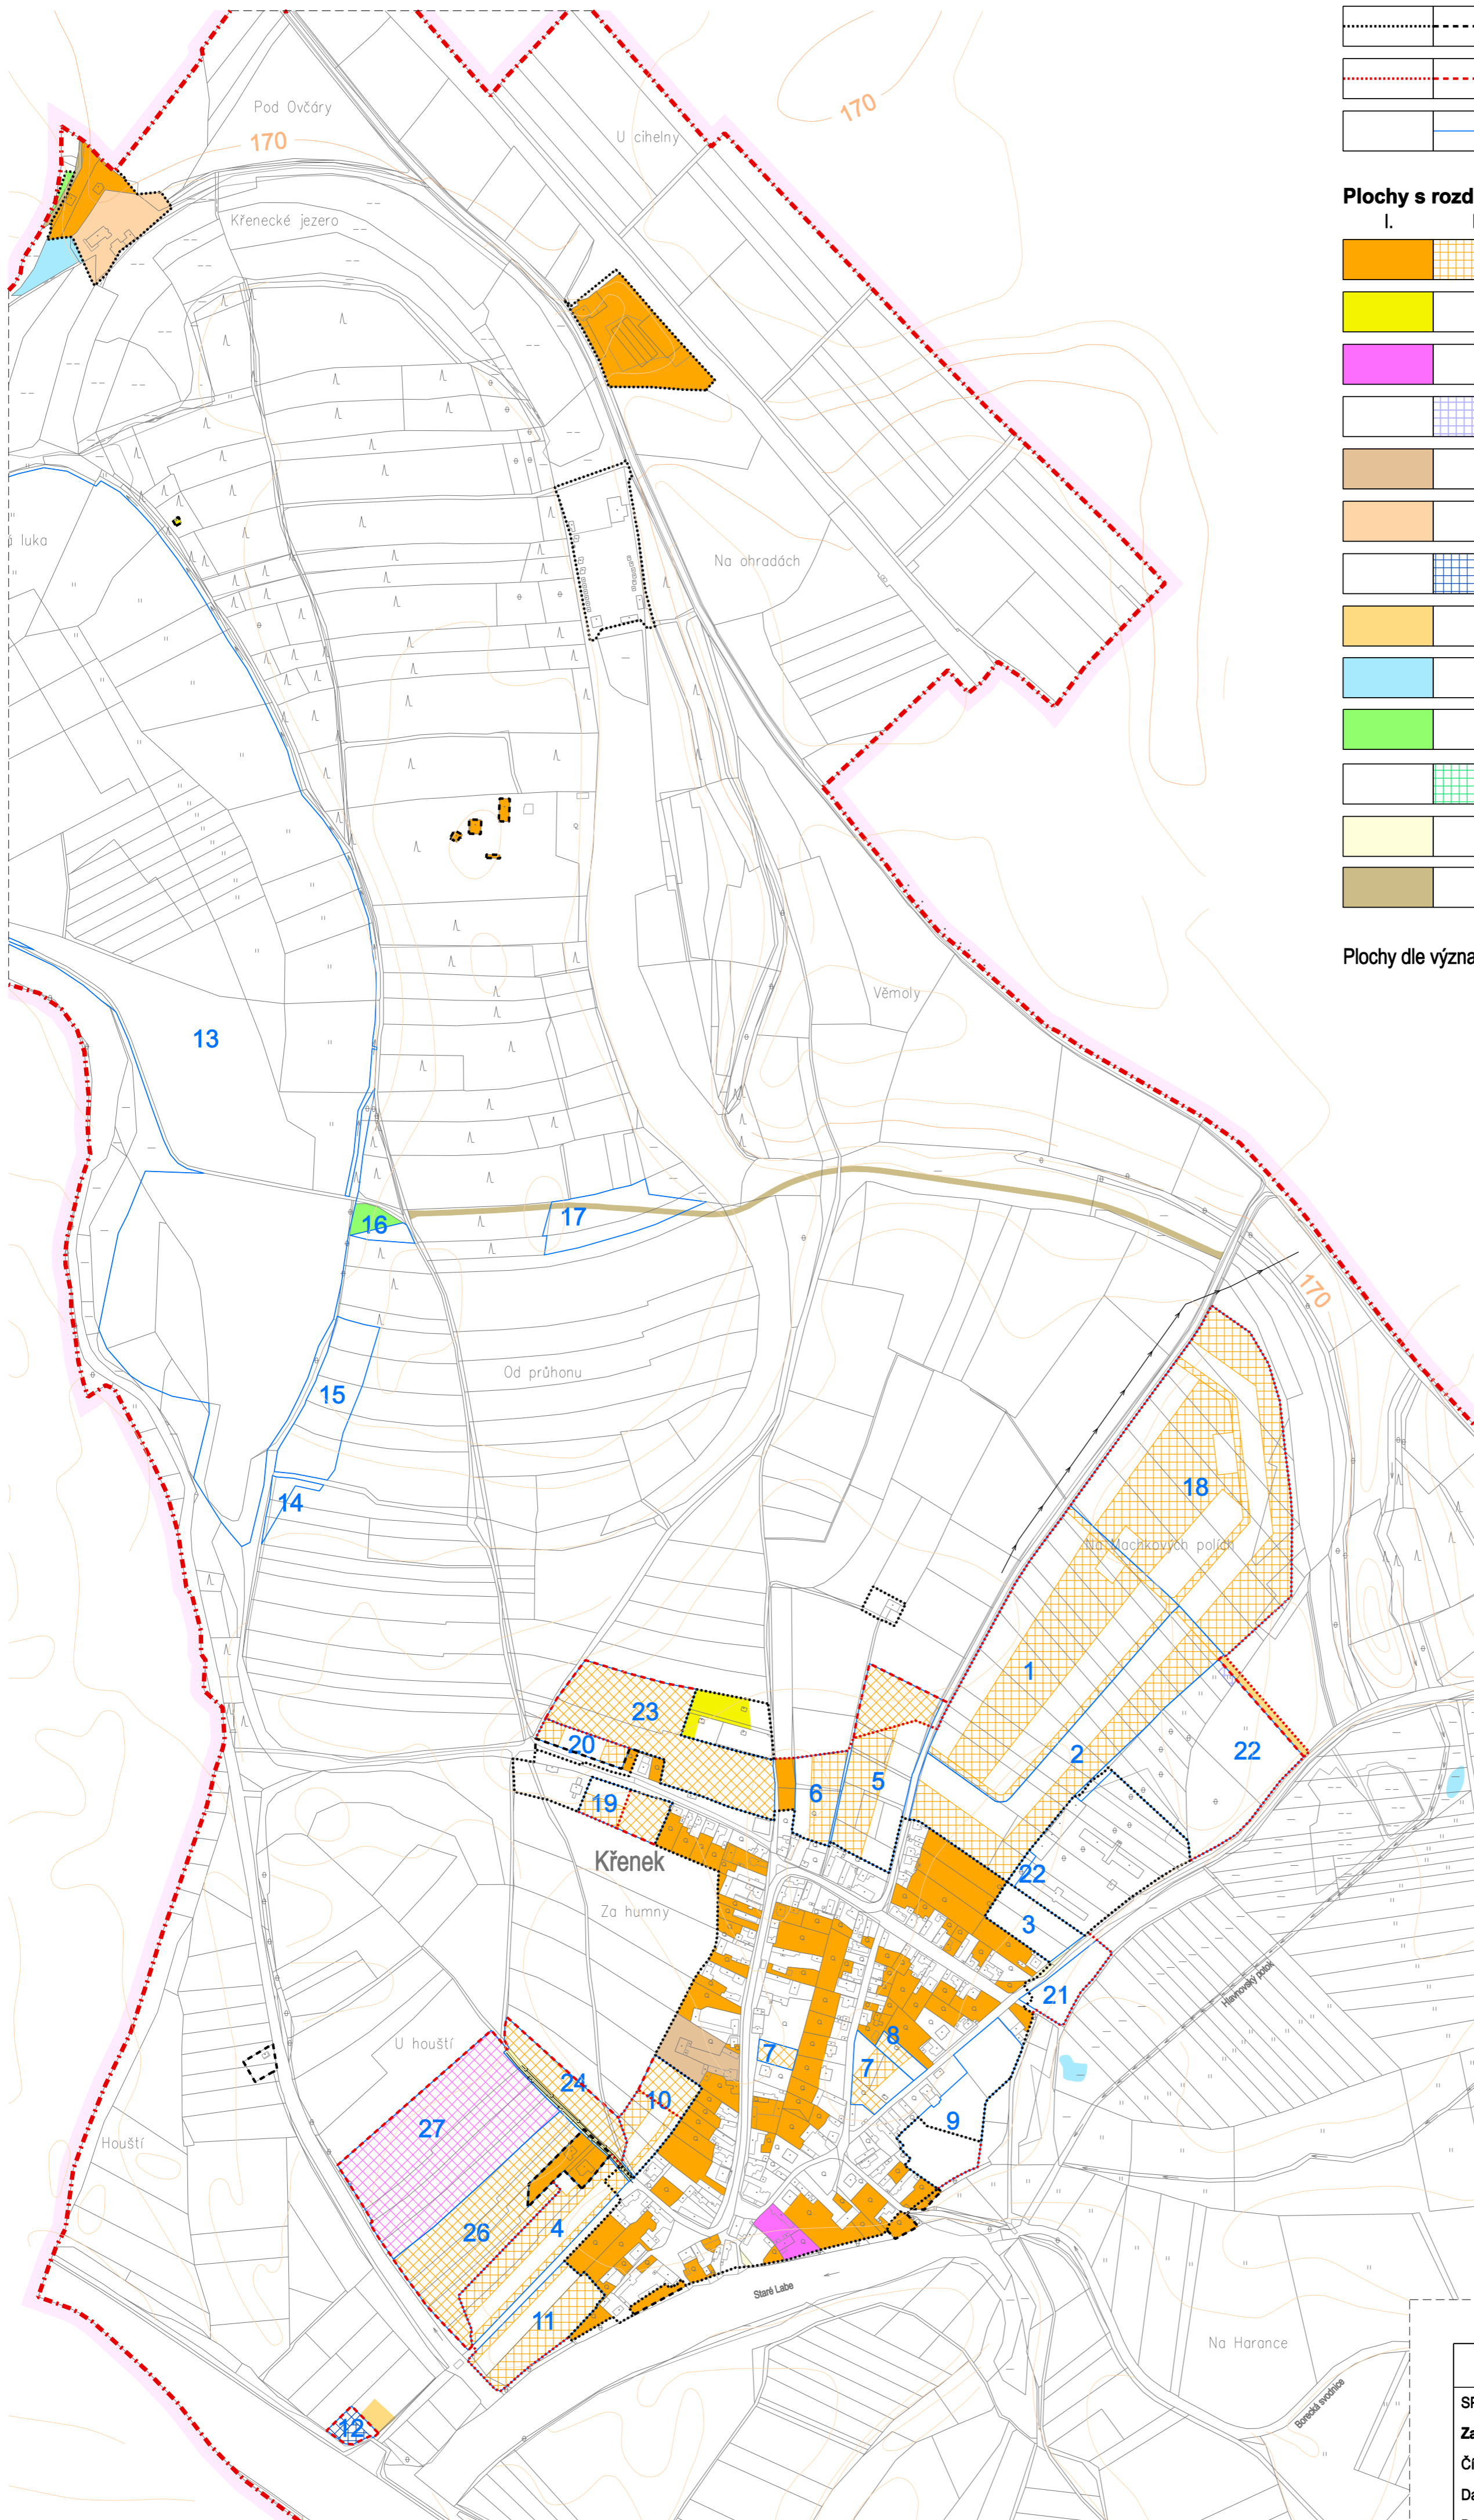 Pod Ovčáry
170
U cihelny
170
Křenecké jezero
Plochy s rozd
I.
luka
Na ohradách
Plochy dle význa
Věmoly
13
16
17
170
15
Od průhonu
14
18
Na Machkových polích
1
23
20
2
22
6
5
19
Křenek
22
Za humny
3
21
Hlavnovský potok
U houští
8
7
7
24
10
27
9
Houští
26
4
11
Staré Labe
Na Harance
Borecká svodnice
12
Za
Da